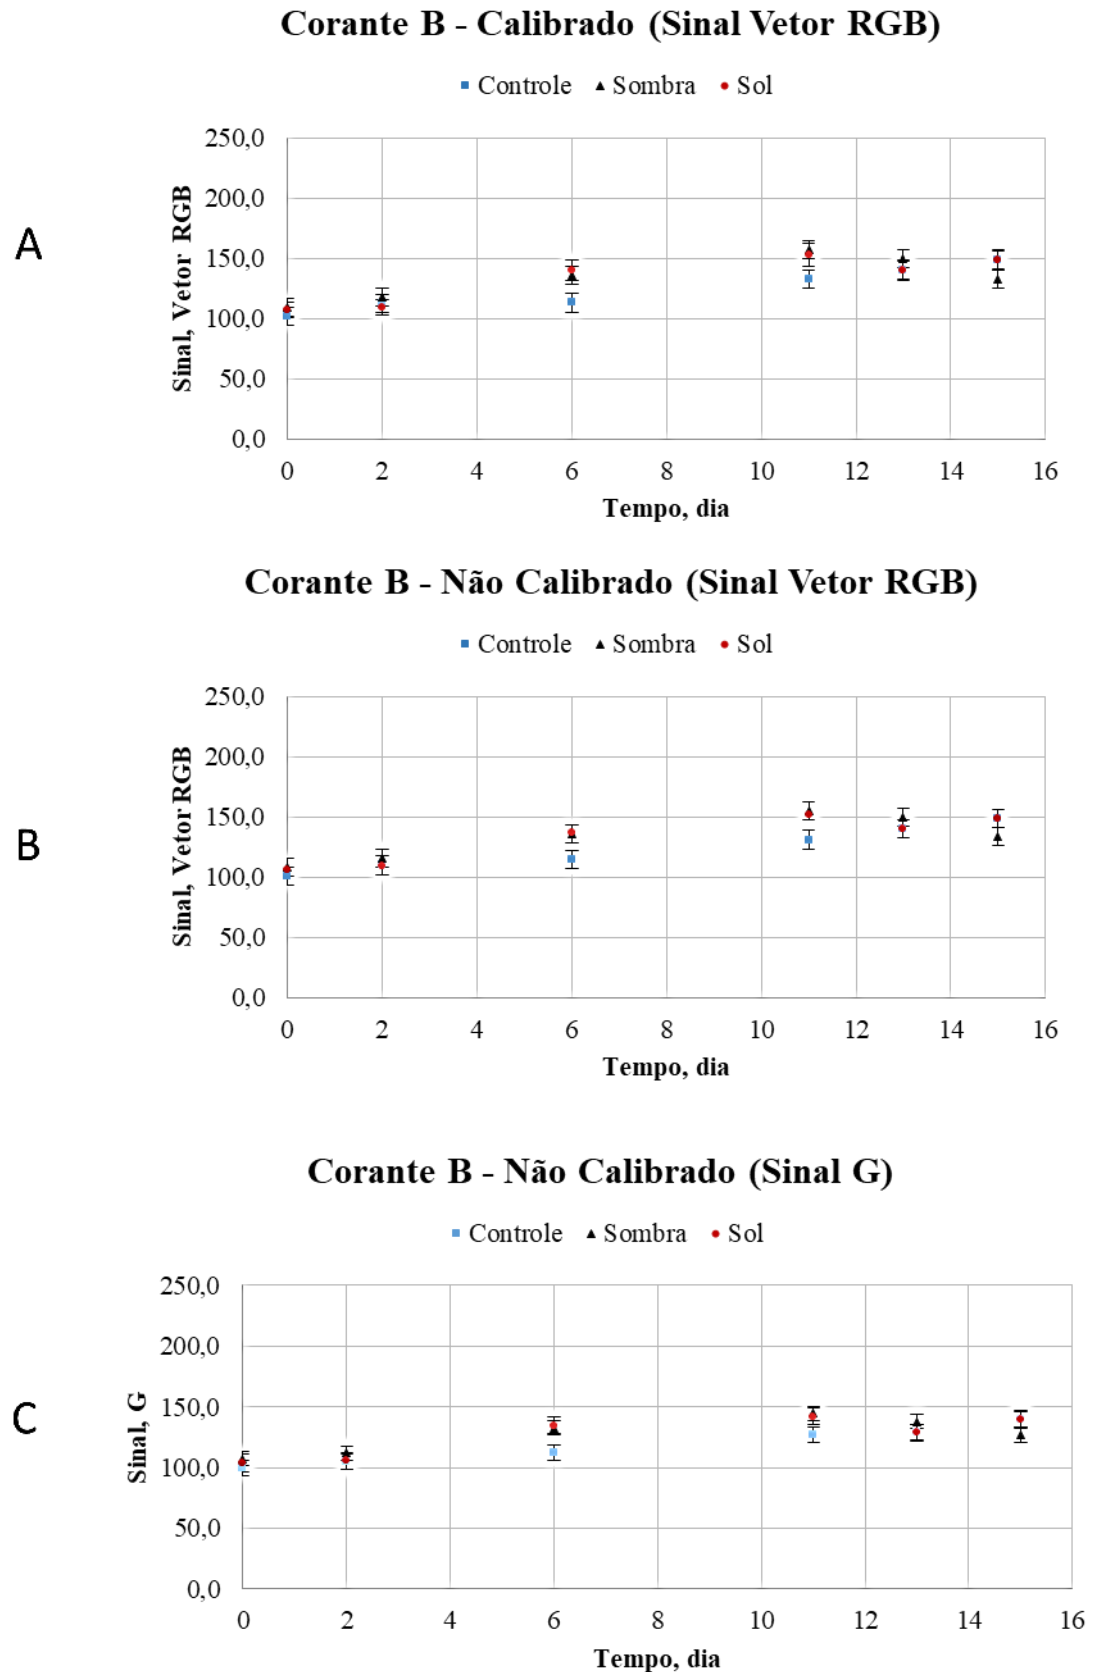 Corante B - Calibrado (Sinal Vetor RGB)
Controle Sombra Sol
A
Sinal, Vetor RGB
250,0
200,0
150,0
100,0
50,0
0,0
0 2 4 6 8 10 12 14 16
Tempo, dia
Corante B - Não Calibrado (Sinal Vetor RGB)
Controle Sombra Sol
B
Sinal, Vetor RGB
250,0
200,0
150,0
100,0
50,0
0,0
0 2 4 6 8 10 12 14 16
Tempo, dia
Corante B - Não Calibrado (Sinal G)
Controle Sombra Sol
C
Sinal, G
250,0
200,0
150,0
100,0
50,0
0,0
0 2 4 6 8 10 12 14 16
Tempo, dia